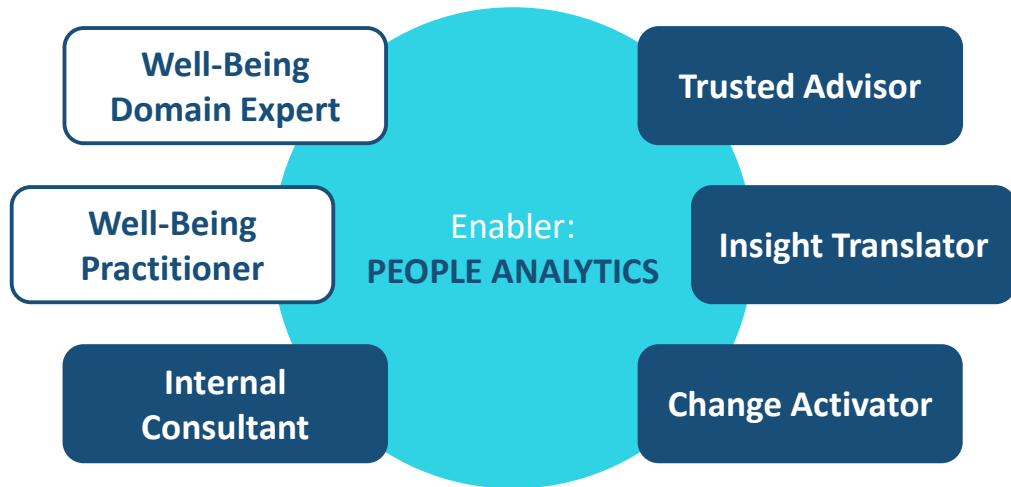 Well-Being
Domain Expert
Trusted Advisor
Well-Being
Practitioner
Enabler:
PEOPLE ANALYTICS
Insight Translator
Internal
Consultant
Change Activator